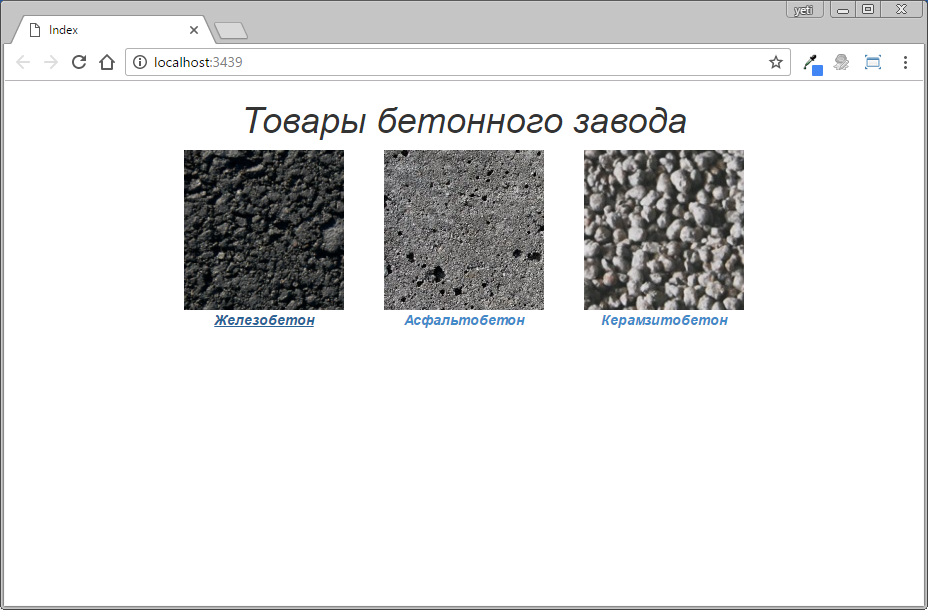 yeti
Index
localhost:3439
Товары бетонного завода
Железобетон
Асфальтобетон
Керамзитобетон